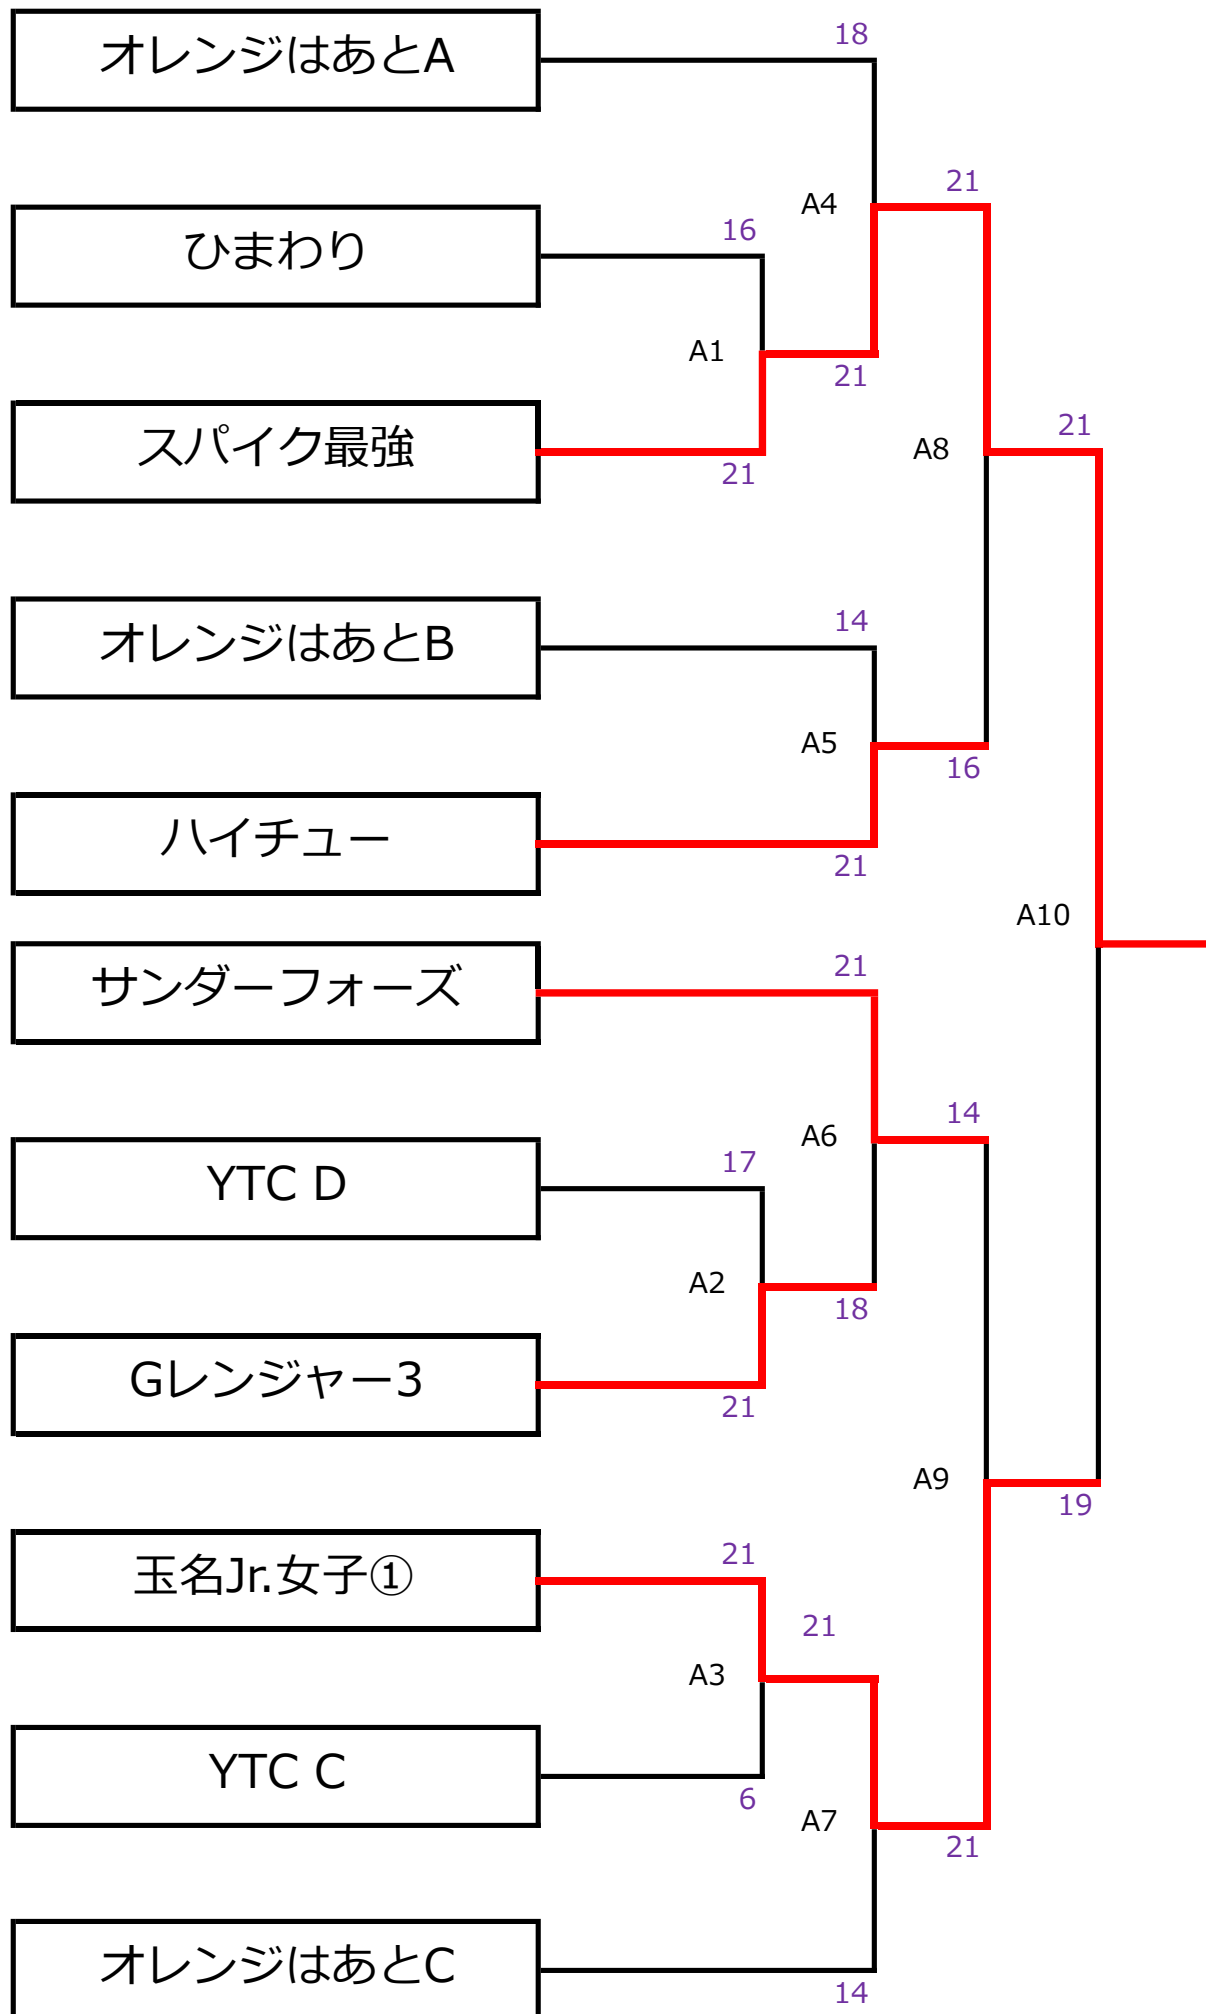 オレンジはあとA
18
A4
21
ひまわり
16
A1
21
スパイク最強
21
A8
21
オレンジはあとB
14
A5
16
ハイチュー
21
A10
サンダーフォーズ
21
A6
14
YTC D
17
A2
18
Gレンジャー3
21
A9
19
玉名Jr.女子①
21
21
A3
YTC C
6
A7
21
オレンジはあとC
14